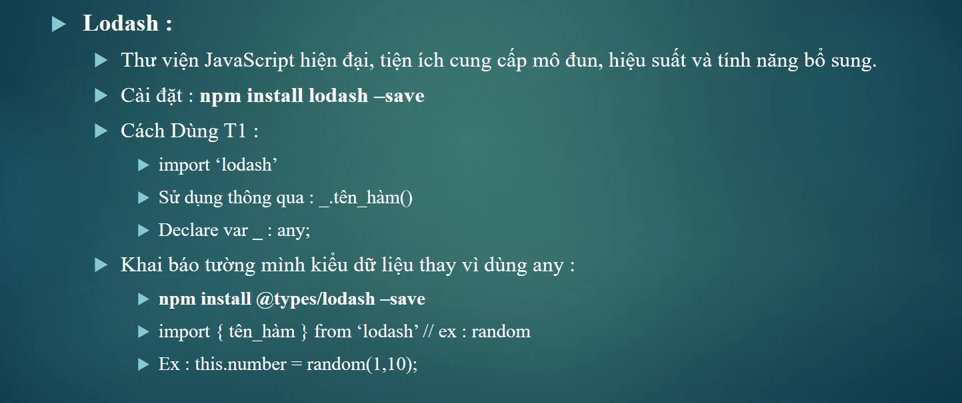 Lodash :
Thư viện JavaScript hiện đại, tiện ích cung cấp mô đun, hiệu suất và tính năng bổ sung.
Cài đặt : npm install lodash –save
Cách Dùng T1 :
import ‘lodash’
Sử dụng thông qua : _.tên_hàm()
Declare var _ : any;
Khai báo tường mình kiểu dữ liệu thay vì dùng any :
npm install @types/lodash –save
import { tên_hàm } from ‘lodash’ // ex : random
Ex : this.number = random(1,10);